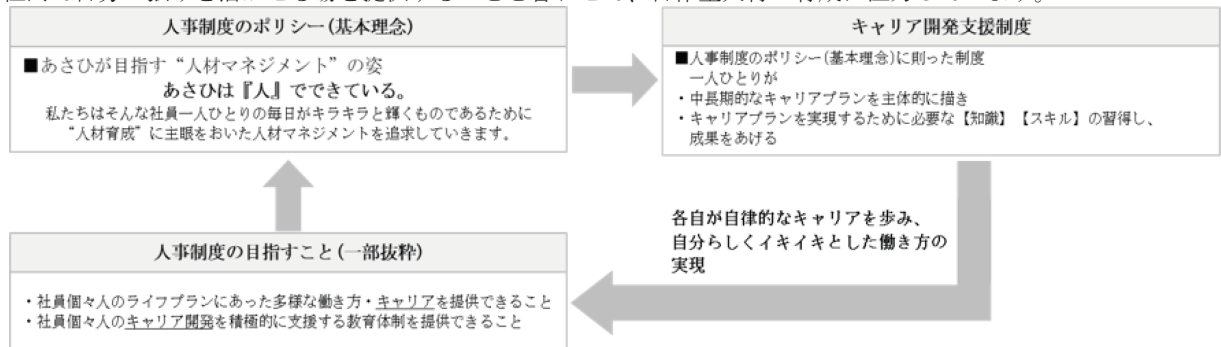 人事制度のポリシー(基本理念)
■あさひが目指す“人材マネジメント”の姿
あさひは『人』でできている。
私たちはそんな社員一人ひとりの毎日がキラキラと輝くものであるために
“人材育成”に主眼をおいた人材マネジメントを追求していきます。
キャリア開発支援制度
■人事制度のポリシー(基本理念)に則った制度
一人ひとりが
・中長期的なキャリアプランを主体的に描き
・キャリアプランを実現するために必要な【知識】【スキル】の習得し、
成果をあげる
各自が自律的なキャリアを歩み、
自分らしくイキイキとした働き方の
実現
人事制度の目指すこと(一部抜粋)
・社員個々人のライフプランにあった多様な働き方・キャリアを提供できること
・社員個々人のキャリア開発を積極的に支援する教育体制を提供できること